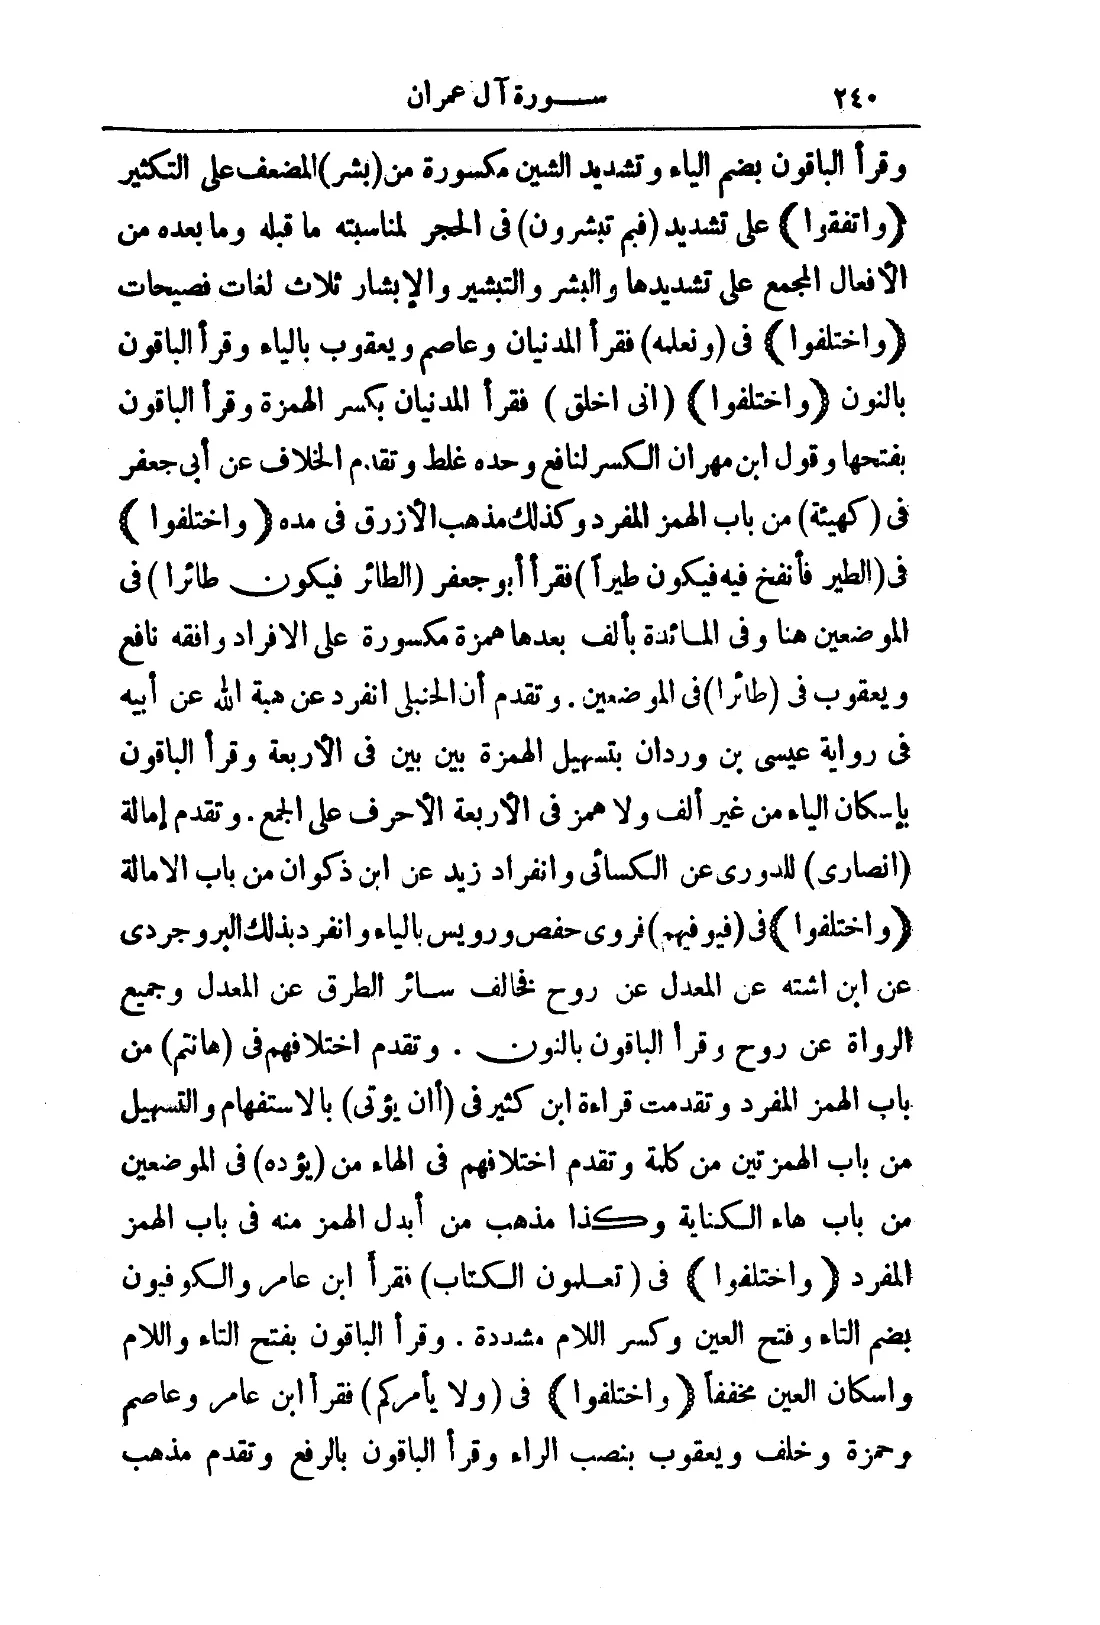 ٢٤٠ سورة آل عمران
وقرأ الباقون بضم الياء وتشديد الشين مكسورة من (بشر) المضعف على التكثير
﴿واتفقوا﴾ على تشديد (فبم تبشرون) فى الحجر لمناسبته ما قبله وما بعده من
الأفعال المجمع على تشديدها والبشر والتبشير والإبشار ثلاث لغات فصيحات
﴿واختلفوا﴾ فى (ونعلمه) فقرأ المدنيان وعاصم ويعقوب بالياء وقرأ الباقون
بالنون ﴿واختلفوا﴾ (انى اخلق) فقرأ المدنيان بكسر الهمزة وقرأ الباقون
بفتحها وقول ابن مهران الكسر لنافع وحده غلط وتقدم الخلاف عن أبى جعفر
فى (كهيئة) من باب الهمز المفرد وكذلك مذهب الأزرق فى مده ﴿واختلفوا﴾
فى (الطير فأنفخ فيه فيكون طيراً) فقرأ أبو جعفر (الطائر فيكون طائرا) فى
الموضعين هنا وفى المائدة بألف بعدها همزة مكسورة على الافراد وافقه نافع
ويعقوب فى (طائرا) فى الموضعين. وتقدم أن الحنبلى انفرد عن هبة الله عن أبيه
فى رواية عيسى بن وردان بتسهيل الهمزة بين بين فى الأربعة وقرأ الباقون
بإسكان الياء من غير ألف ولا همز فى الأربعة الأحرف على الجمع. وتقدم إمالة
(انصارى) للدورى عن الكسائى وانفراد زيد عن ابن ذكوان من باب الامالة
﴿واختلفوا﴾ فى (فيوفيهم) فروى حفص ورويس بالياء وانفرد بذلك البروجردى
عن ابن اشته عن المعدل عن روح فخالف سائر الطرق عن المعدل وجميع
الرواة عن روح وقرأ الباقون بالنون. وتقدم اختلافهم فى (هانتم) من
باب الهمز المفرد وتقدمت قراءة ابن كثير فى (أان يؤتى) بالاستفهام والتسهيل
من باب الهمزتين من كلمة وتقدم اختلافهم فى الهاء من (يؤده) فى الموضعين
من باب هاء الكناية وكذا مذهب من أبدل الهمز منه فى باب الهمز
المفرد ﴿واختلفوا﴾ فى (تعلمون الكتاب) فقرأ ابن عامر والكوفيون
بضم التاء وفتح العين وكسر اللام مشددة. وقرأ الباقون بفتح التاء واللام
واسكان العين مخففاً ﴿واختلفوا﴾ فى (ولا يأمركم) فقرأ ابن عامر وعاصم
وحمزة وخلف ويعقوب بنصب الراء وقرأ الباقون بالرفع وتقدم مذهب